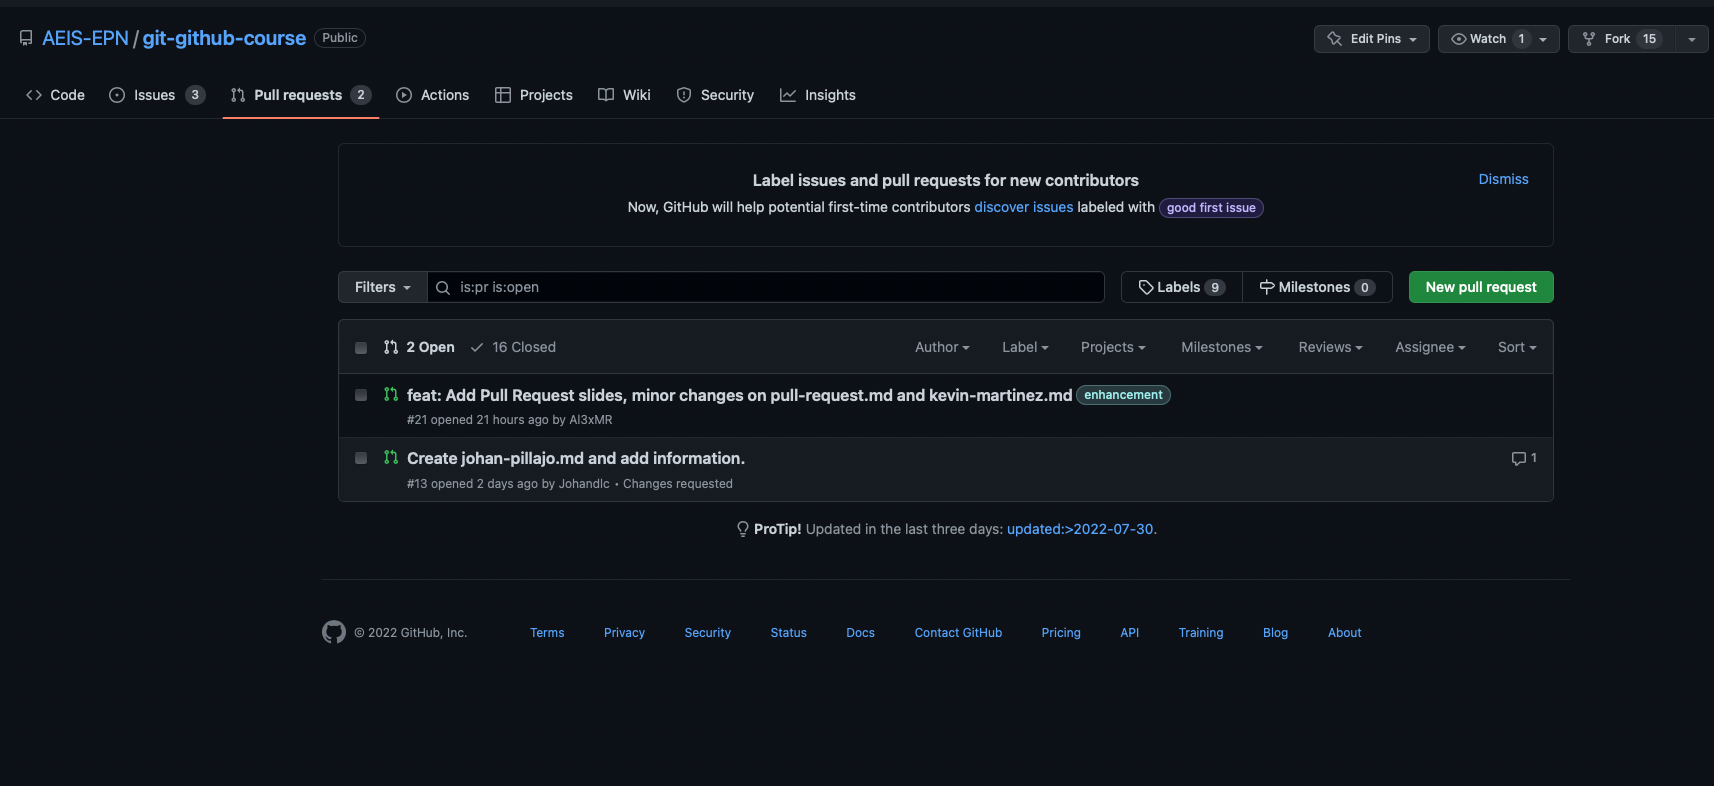 AEIS-EPN / git-github-course Public
Edit Pins Watch 1 Fork 15
Code Issues 3 Pull requests 2 Actions Projects Wiki Security Insights
Label issues and pull requests for new contributors
Dismiss
Now, GitHub will help potential first-time contributors discover issues labeled with good first issue
Filters is:pr is:open Labels 9 Milestones 0 New pull request
2 Open 16 Closed Author Label Projects Milestones Reviews Assignee Sort
feat: Add Pull Request slides, minor changes on pull-request.md and kevin-martinez.md enhancement
#21 opened 21 hours ago by Al3xMR
Create johan-pillajo.md and add information. 1
#13 opened 2 days ago by Johandlc • Changes requested
ProTip! Updated in the last three days: updated:>2022-07-30.
© 2022 GitHub, Inc. Terms Privacy Security Status Docs Contact GitHub Pricing API Training Blog About